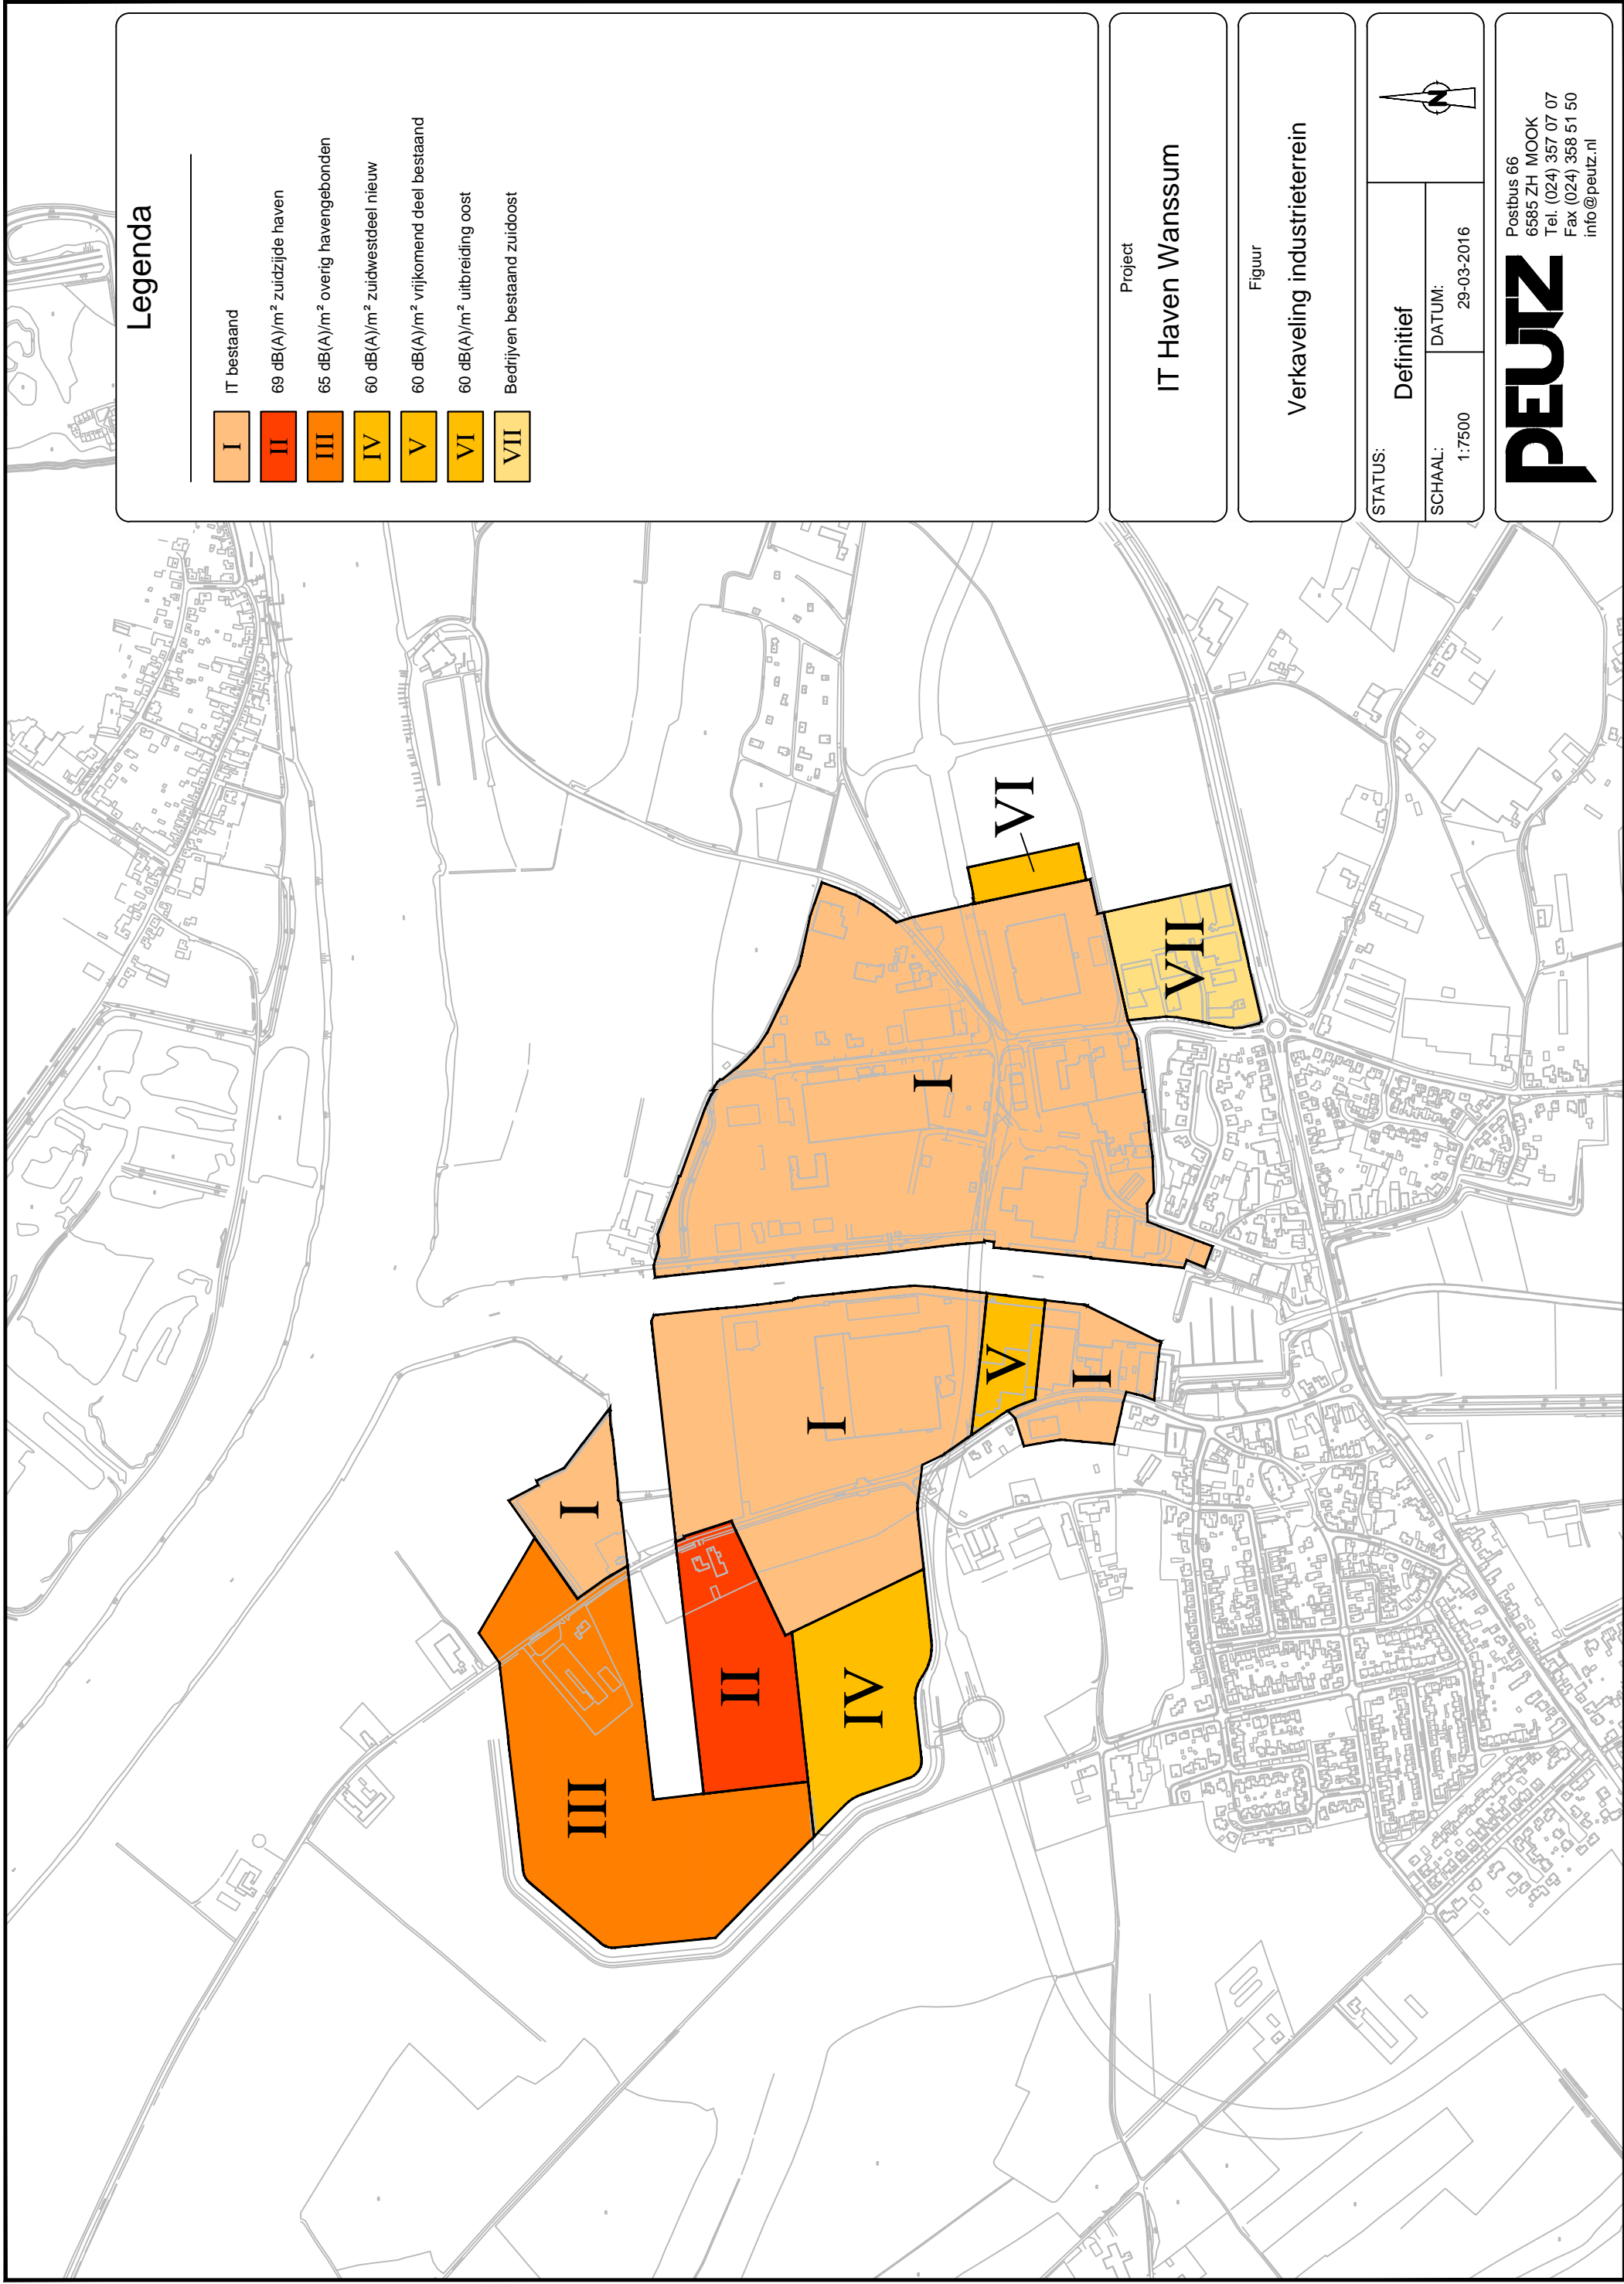 Legenda
I IT bestaand
II 69 dB(A)/m² zuidzijde haven
III 65 dB(A)/m² overig havengebonden
IV 60 dB(A)/m² zuidwestdeel nieuw
V 60 dB(A)/m² vrijkomend deel bestaand
VI 60 dB(A)/m² uitbreiding oost
VII Bedrijven bestaand zuidoost
Project
IT Haven Wanssum
Figuur
Verkaveling industrieterrein
STATUS:
Definitief
SCHAAL:
1:7500
DATUM:
29-03-2016
N
PEUTZ
Postbus 66
6585 ZH MOOK
Tel. (024) 357 07 07
Fax (024) 358 51 50
info@peutz.nl
III
I
II
IV
I
V
I
I
VI
VII